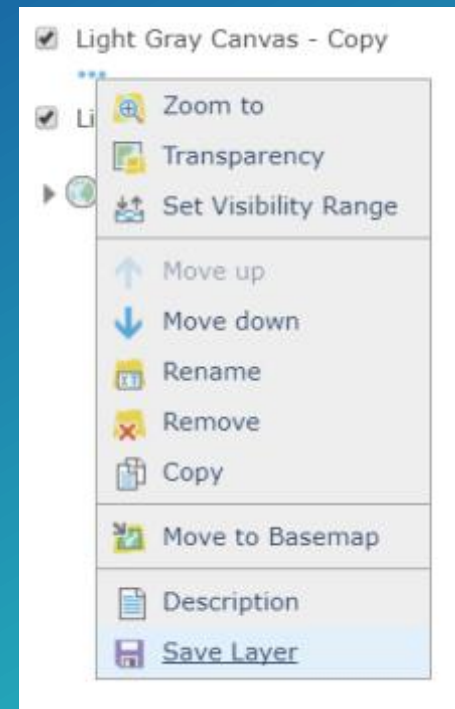 Light Gray Canvas - Copy
Li
Zoom to
Transparency
Set Visibility Range
Move up
Move down
Rename
Remove
Copy
Move to Basemap
Description
Save Layer